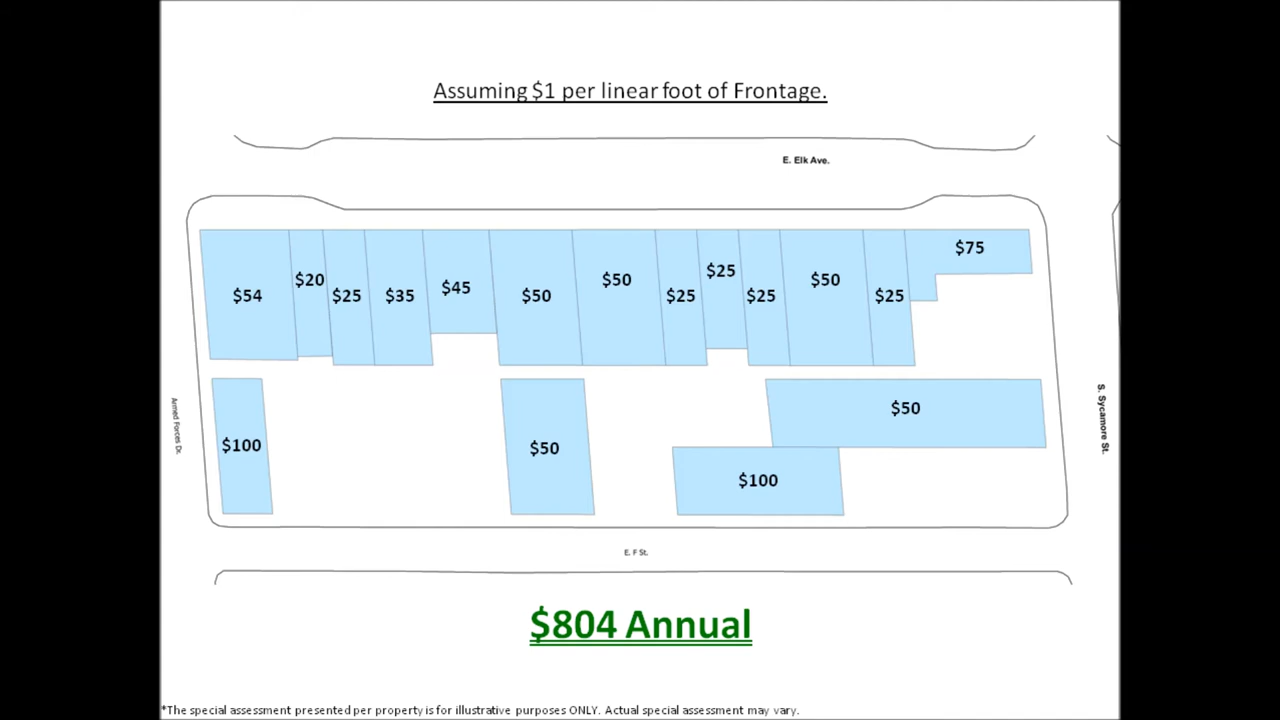 Assuming $1 per linear foot of Frontage.
E. Elk Ave.
$54
$20
$25
$35
$45
$50
$50
$25
$25
$25
$50
$25
$75
Armed Forces Dr.
$100
$50
$100
$50
S. Sycamore St.
E. F St.
$804 Annual
*The special assessment presented per property is for illustrative purposes ONLY. Actual special assessment may vary.